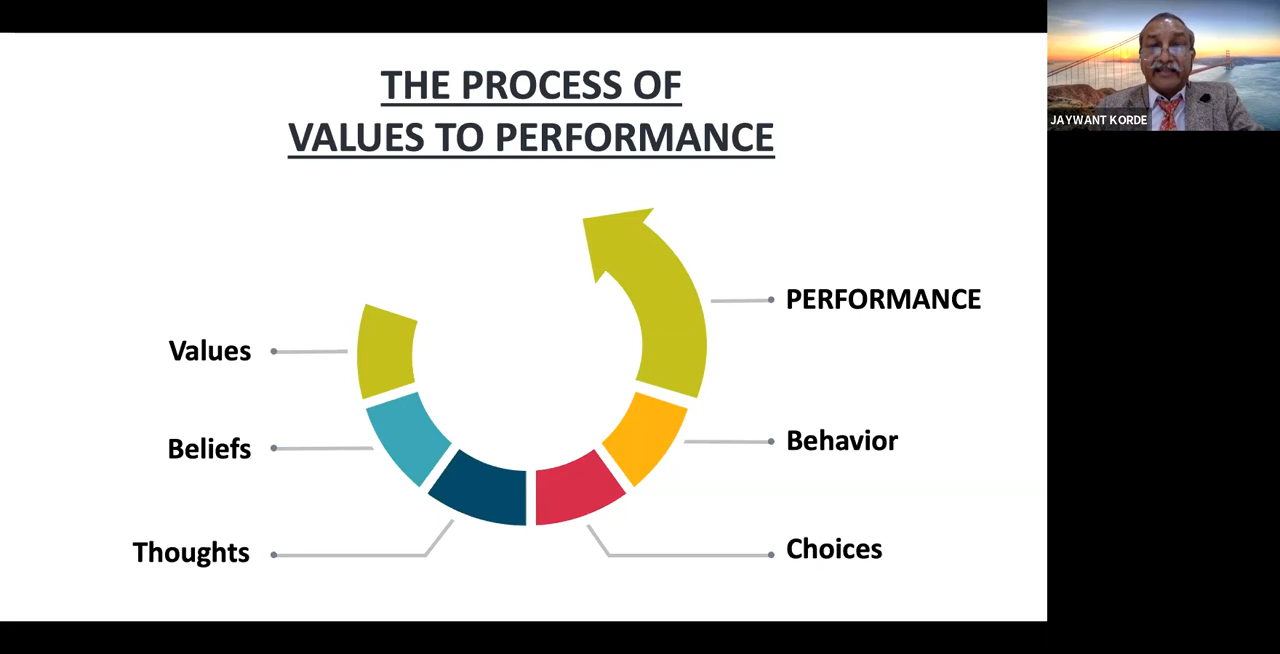 THE PROCESS OF
VALUES TO PERFORMANCE
JAYWANT KORDE
Values
Beliefs
Thoughts
PERFORMANCE
Behavior
Choices